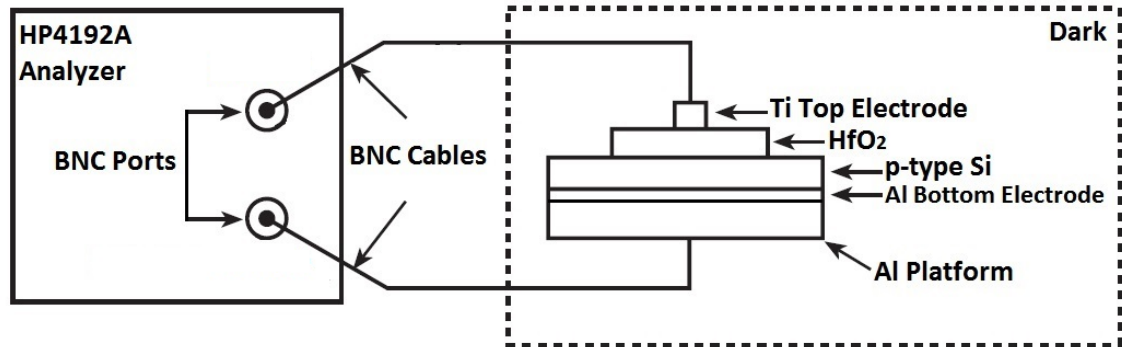 HP4192A
Analyzer
Dark
Ti Top Electrode
HfO₂
BNC Ports
BNC Cables
p-type Si
Al Bottom Electrode
Al Platform